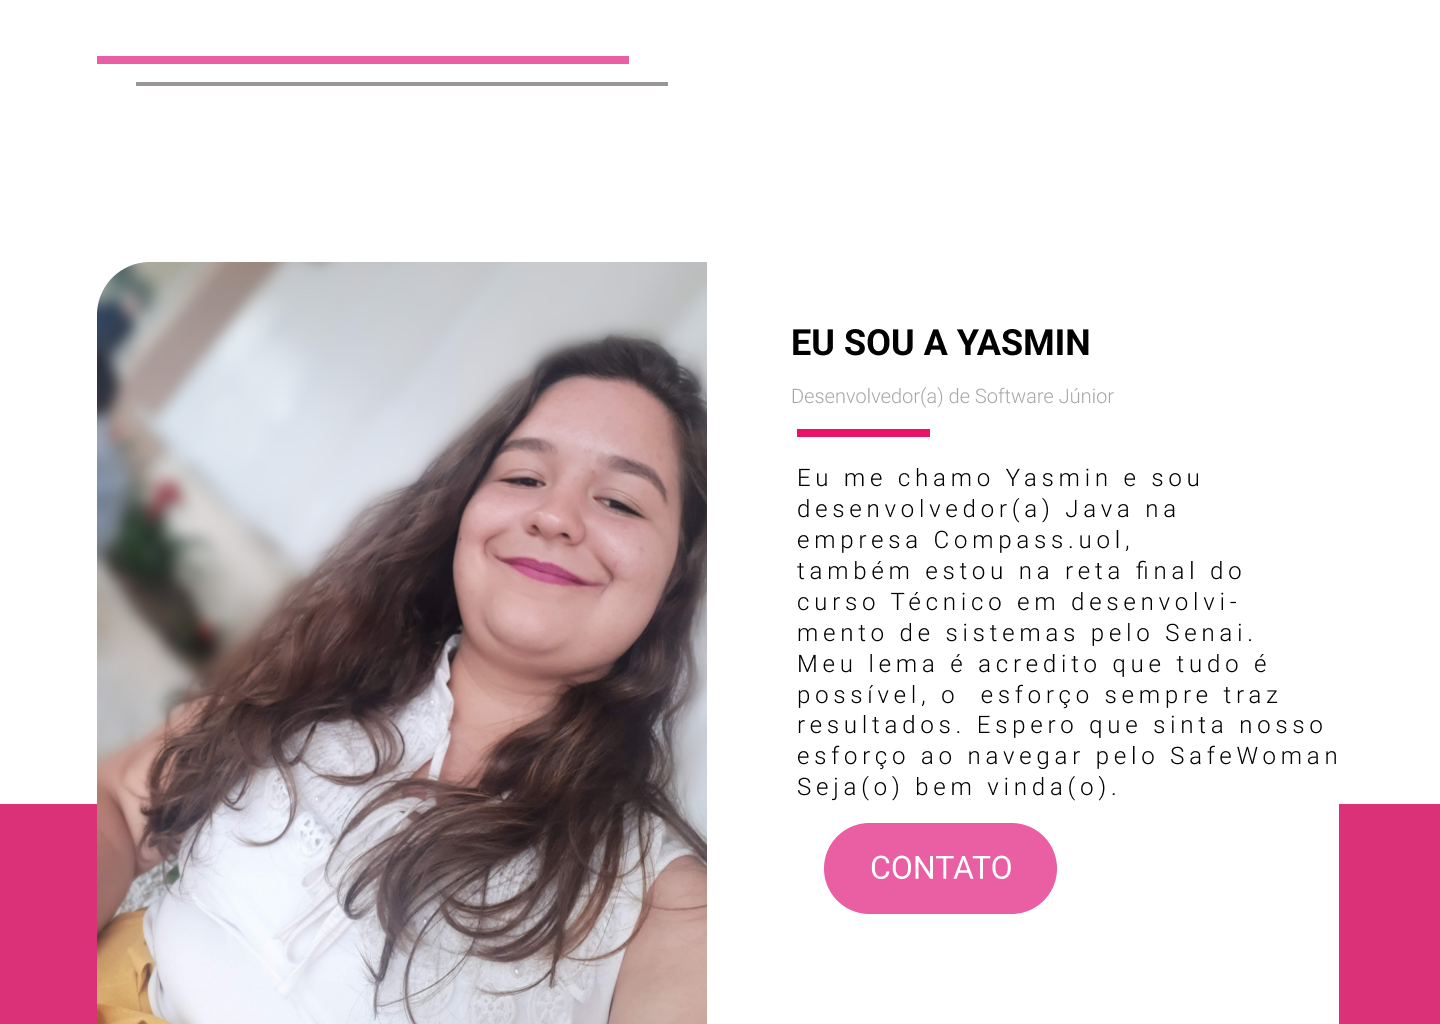 EU SOU A YASMIN
Desenvolvedor(a) de Software Júnior
Eu me chamo Yasmin e sou
desenvolvedor(a) Java na
empresa Compass.uol,
também estou na reta final do
curso Técnico em desenvolvi-
mento de sistemas pelo Senai.
Meu lema é acredito que tudo é
possível, o  esforço sempre traz
resultados. Espero que sinta nosso
esforço ao navegar pelo SafeWoman
Seja(o) bem vinda(o).
CONTATO